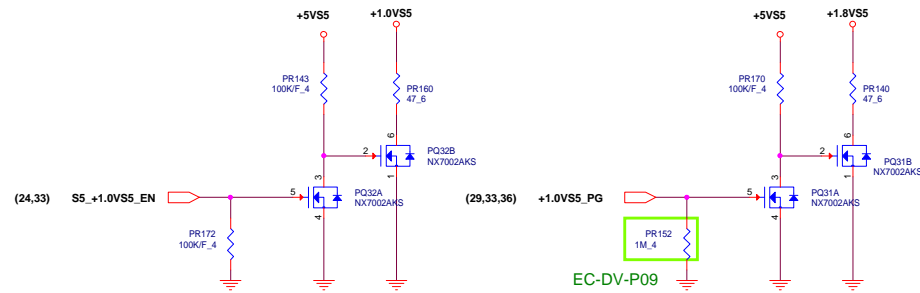 +5VS5
+1.0VS5
PR143
100K/F_4
PR160
47_6
6
2
PQ32B
NX7002AKS
1
3
(24,33)
S5_+1.0VS5_EN
5
PQ32A
NX7002AKS
4
PR172
100K/F_4
+5VS5
+1.8VS5
PR170
100K/F_4
PR140
47_6
6
2
PQ31B
NX7002AKS
1
3
(29,33,36)
+1.0VS5_PG
5
PQ31A
NX7002AKS
4
PR152
1M_4
EC-DV-P09